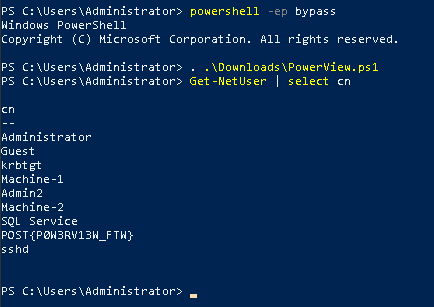 PS C:\Users\Administrator> powershell -ep bypass
Windows PowerShell
Copyright (C) Microsoft Corporation. All rights reserved.
PS C:\Users\Administrator> . .\Downloads\PowerView.ps1
PS C:\Users\Administrator> Get-NetUser | select cn
cn
--
Administrator
Guest
krbtgt
Machine-1
Admin2
Machine-2
SQL Service
POST{P0W3RV13W_FTW}
sshd
PS C:\Users\Administrator>